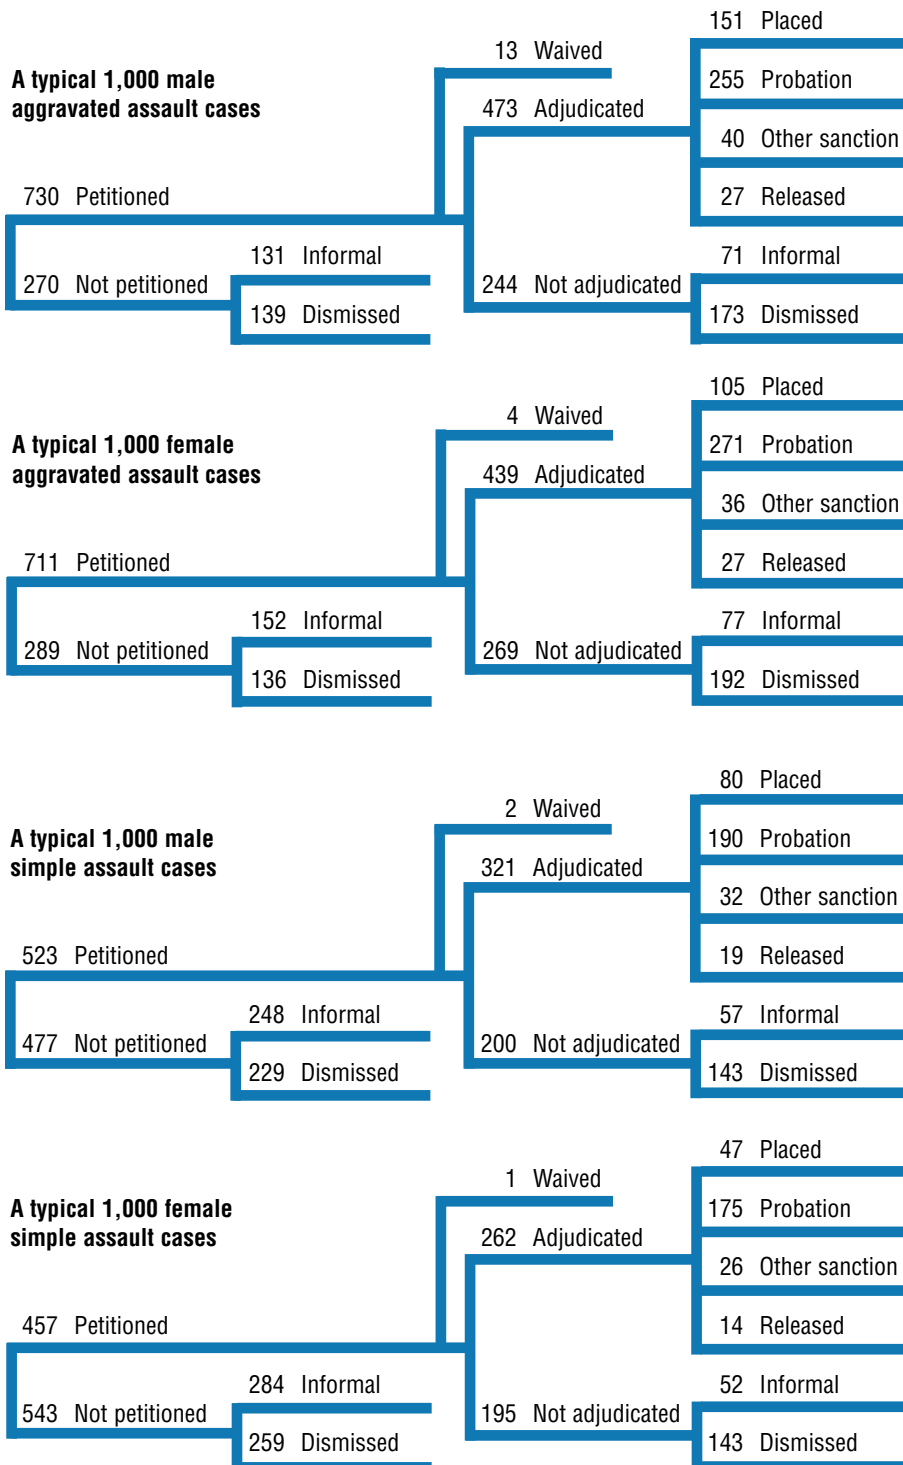 151 Placed
13 Waived
A typical 1,000 male
aggravated assault cases
255 Probation
473 Adjudicated
40 Other sanction
730 Petitioned
27 Released
131 Informal
71 Informal
270 Not petitioned
244 Not adjudicated
139 Dismissed
173 Dismissed
105 Placed
4 Waived
A typical 1,000 female
aggravated assault cases
271 Probation
439 Adjudicated
36 Other sanction
711 Petitioned
27 Released
152 Informal
77 Informal
289 Not petitioned
269 Not adjudicated
136 Dismissed
192 Dismissed
80 Placed
2 Waived
A typical 1,000 male
simple assault cases
190 Probation
321 Adjudicated
32 Other sanction
523 Petitioned
19 Released
248 Informal
57 Informal
477 Not petitioned
200 Not adjudicated
229 Dismissed
143 Dismissed
47 Placed
1 Waived
A typical 1,000 female
simple assault cases
175 Probation
262 Adjudicated
26 Other sanction
457 Petitioned
14 Released
284 Informal
52 Informal
543 Not petitioned
195 Not adjudicated
259 Dismissed
143 Dismissed